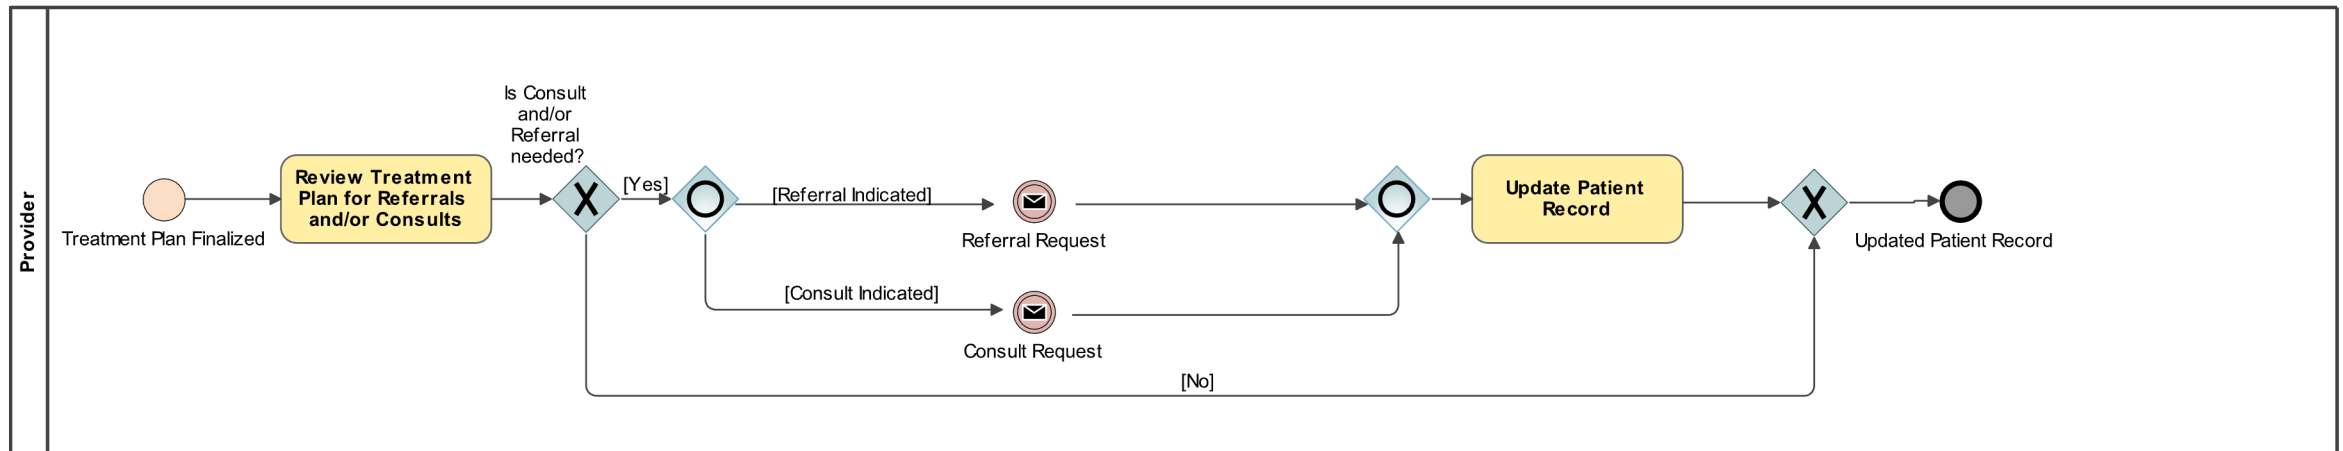 Provider
Treatment Plan Finalized
Review Treatment
Plan for Referrals
and/or Consults
Is Consult
and/or
Referral
needed?
[Yes]
[Referral Indicated]
Referral Request
[Consult Indicated]
Consult Request
[No]
Update Patient
Record
Updated Patient Record